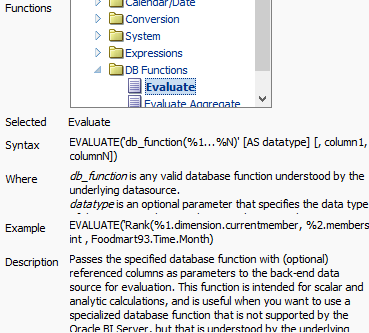 Functions
Calendar/Date
Conversion
System
Expressions
DB Functions
Evaluate
Evaluate Aggregate
Selected Evaluate
Syntax EVALUATE('db_function(%1...%N)' [AS datatype] [, column1,
columnN])
Where db_function is any valid database function understood by the
underlying datasource.
datatype is an optional parameter that specifies the data type
Example EVALUATE('Rank(%1.dimension.currentmember, %2.members
int , Foodmart93.Time.Month)
Description Passes the specified database function with (optional)
referenced columns as parameters to the back-end data
source for evaluation. This function is intended for scalar and
analytic calculations, and is useful when you want to use a
specialized database function that is not supported by the
Oracle BI Server, but that is understood by the underlying